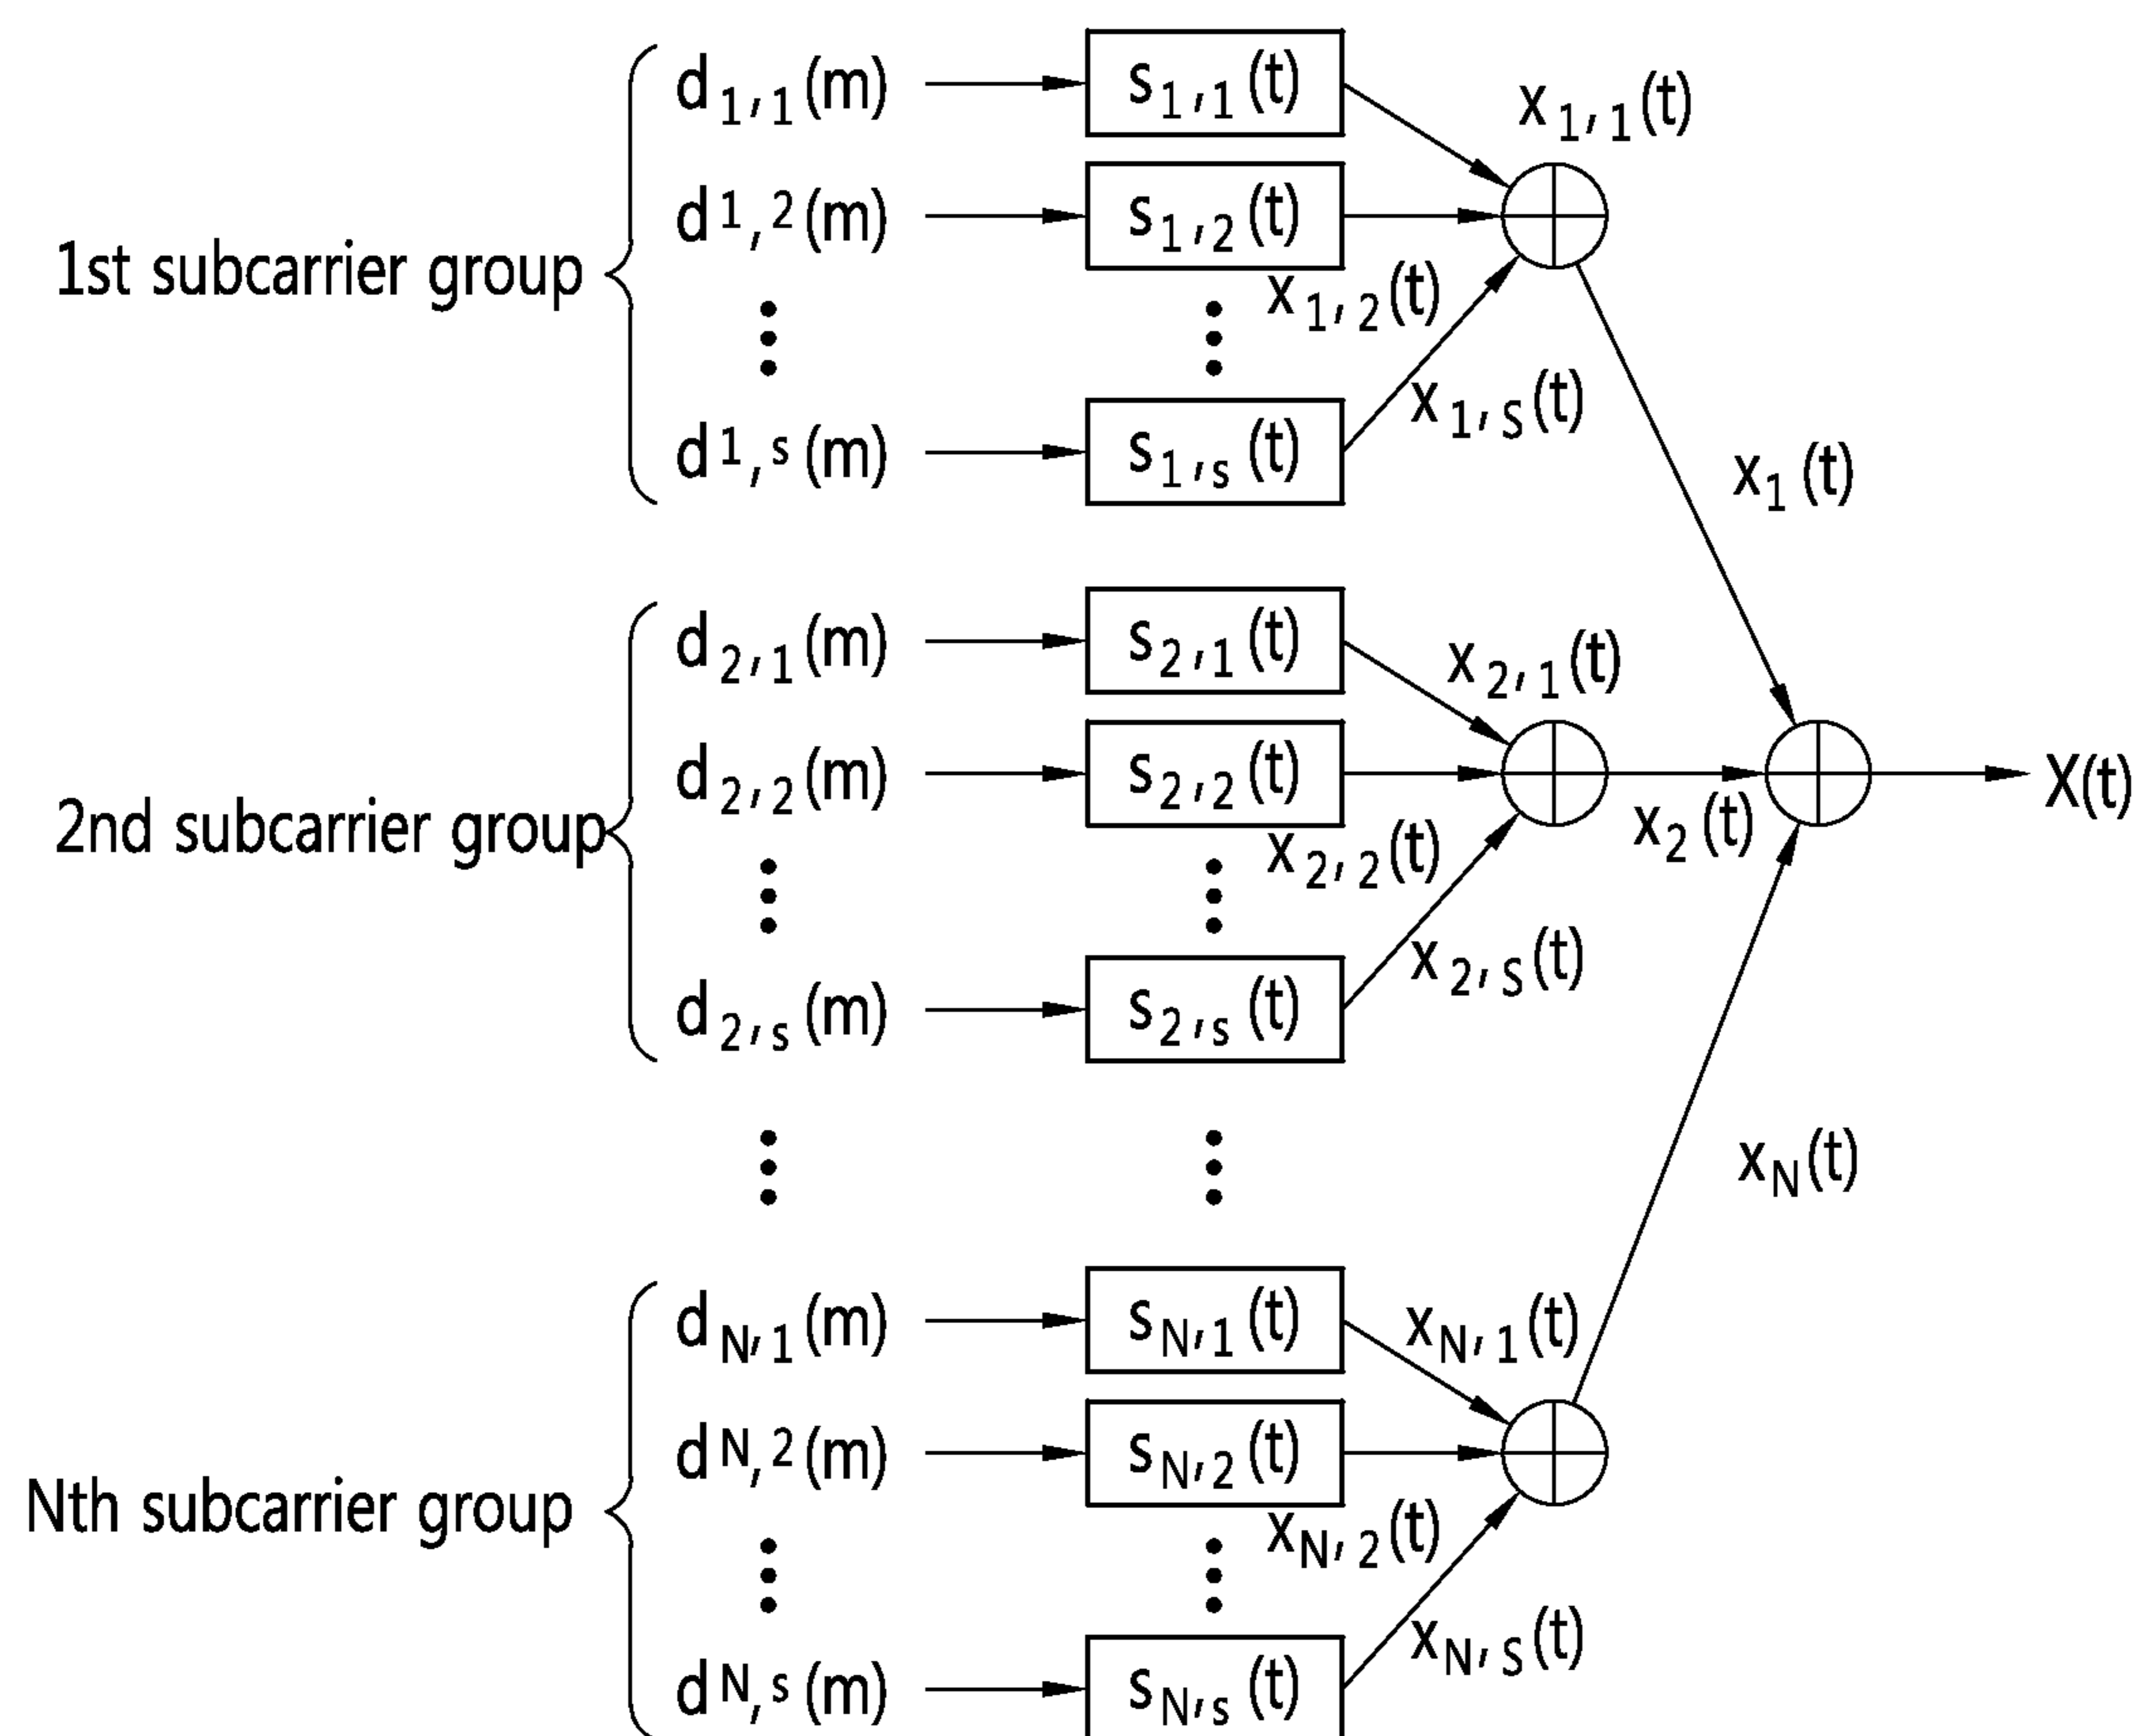 d1,1(m) s1,1(t) x1,1(t)
d1,2(m) s1,2(t)
1st subcarrier group
x1,2(t)
d1,s(m) s1,s(t) x1,S(t)
x1(t)
d2,1(m) s2,1(t) x2,1(t)
d2,2(m) s2,2(t) X(t)
2nd subcarrier group
x2,2(t) x2(t)
d2,s(m) s2,s(t) x2,S(t)
xN(t)
dN,1(m) sN,1(t) xN,1(t)
dN,2(m) sN,2(t)
Nth subcarrier group
xN,2(t)
dN,s(m) sN,s(t) xN,S(t)